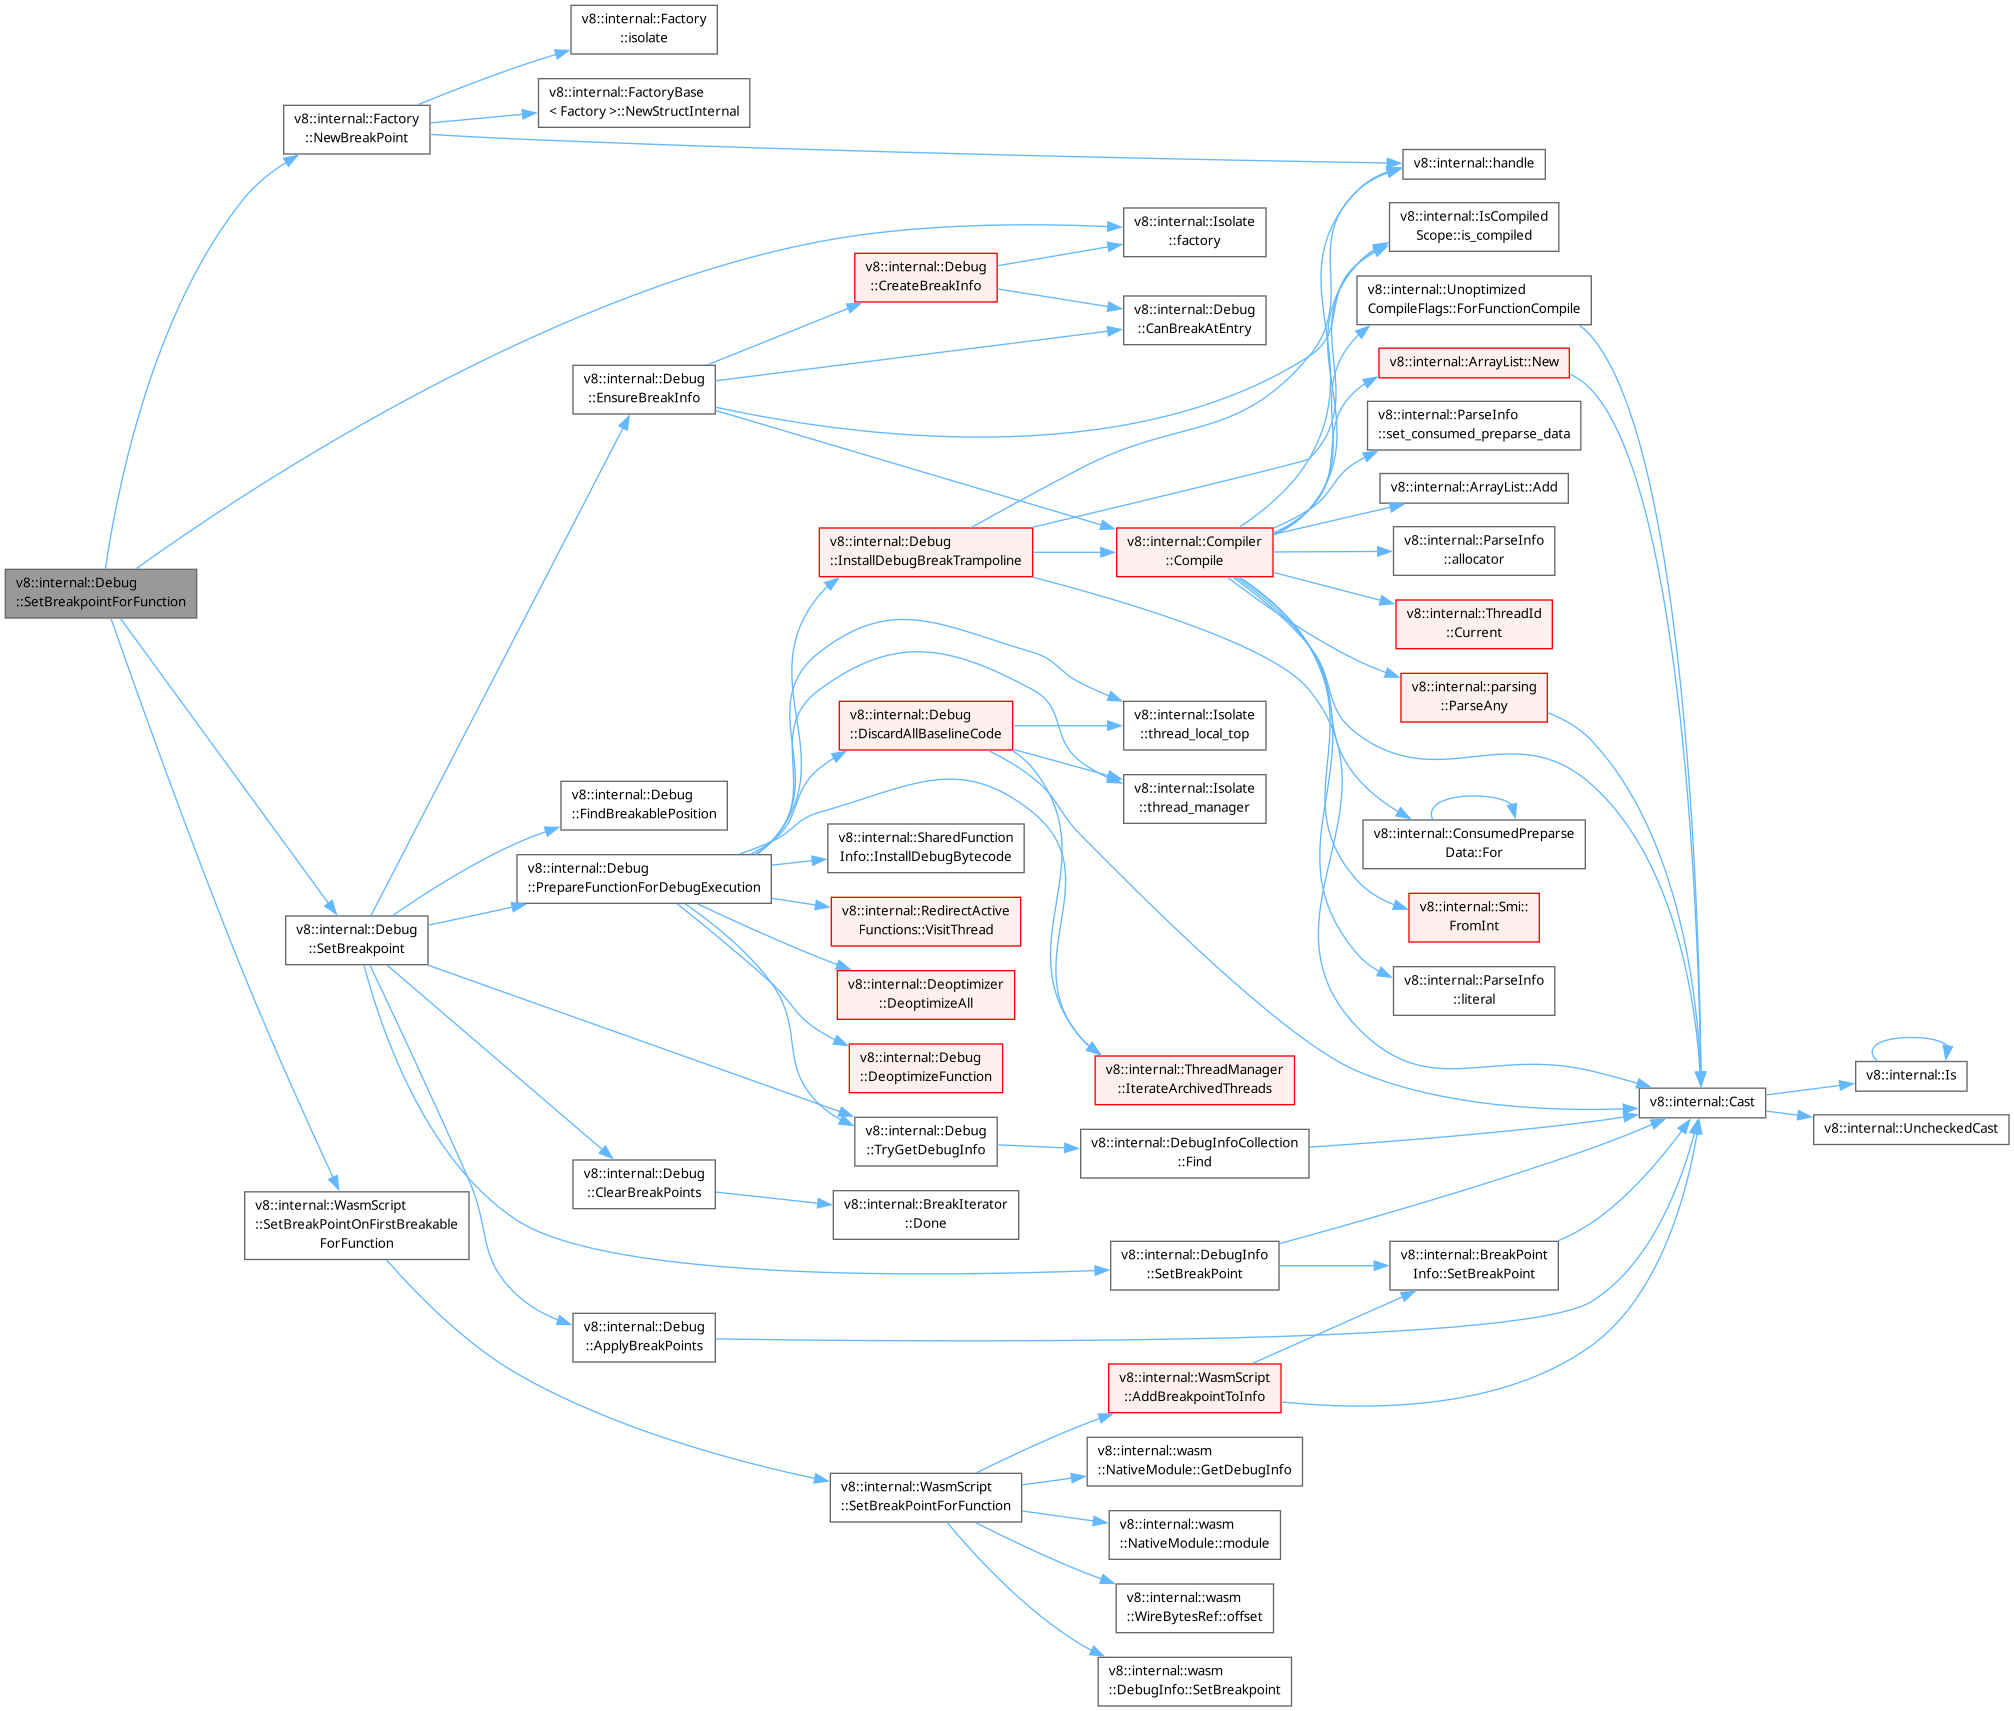 v8::internal::Factory
::isolate
v8::internal::FactoryBase
< Factory >::NewStructInternal
v8::internal::Factory
::NewBreakPoint
v8::internal::handle
v8::internal::Isolate
::factory
v8::internal::IsCompiled
Scope::is_compiled
v8::internal::Debug
::CreateBreakInfo
v8::internal::Debug
::CanBreakAtEntry
v8::internal::Unoptimized
CompileFlags::ForFunctionCompile
v8::internal::Debug
::EnsureBreakInfo
v8::internal::ArrayList::New
v8::internal::ParseInfo
::set_consumed_preparse_data
v8::internal::ArrayList::Add
v8::internal::Debug
::InstallDebugBreakTrampoline
v8::internal::Compiler
::Compile
v8::internal::ParseInfo
::allocator
v8::internal::Debug
::SetBreakpointForFunction
v8::internal::ThreadId
::Current
v8::internal::parsing
::ParseAny
v8::internal::Debug
::DiscardAllBaselineCode
v8::internal::Isolate
::thread_local_top
v8::internal::Isolate
::thread_manager
v8::internal::Debug
::FindBreakablePosition
v8::internal::SharedFunction
Info::InstallDebugBytecode
v8::internal::ConsumedPreparse
Data::For
v8::internal::Debug
::PrepareFunctionForDebugExecution
v8::internal::RedirectActive
Functions::VisitThread
v8::internal::Smi::
FromInt
v8::internal::Debug
::SetBreakpoint
v8::internal::Deoptimizer
::DeoptimizeAll
v8::internal::ParseInfo
::literal
v8::internal::Debug
::DeoptimizeFunction
v8::internal::ThreadManager
::IterateArchivedThreads
v8::internal::Is
v8::internal::Cast
v8::internal::UncheckedCast
v8::internal::Debug
::TryGetDebugInfo
v8::internal::DebugInfoCollection
::Find
v8::internal::Debug
::ClearBreakPoints
v8::internal::BreakIterator
::Done
v8::internal::WasmScript
::SetBreakPointOnFirstBreakable
ForFunction
v8::internal::DebugInfo
::SetBreakPoint
v8::internal::BreakPoint
Info::SetBreakPoint
v8::internal::Debug
::ApplyBreakPoints
v8::internal::WasmScript
::AddBreakpointToInfo
v8::internal::wasm
::NativeModule::GetDebugInfo
v8::internal::WasmScript
::SetBreakPointForFunction
v8::internal::wasm
::NativeModule::module
v8::internal::wasm
::WireBytesRef::offset
v8::internal::wasm
::DebugInfo::SetBreakpoint